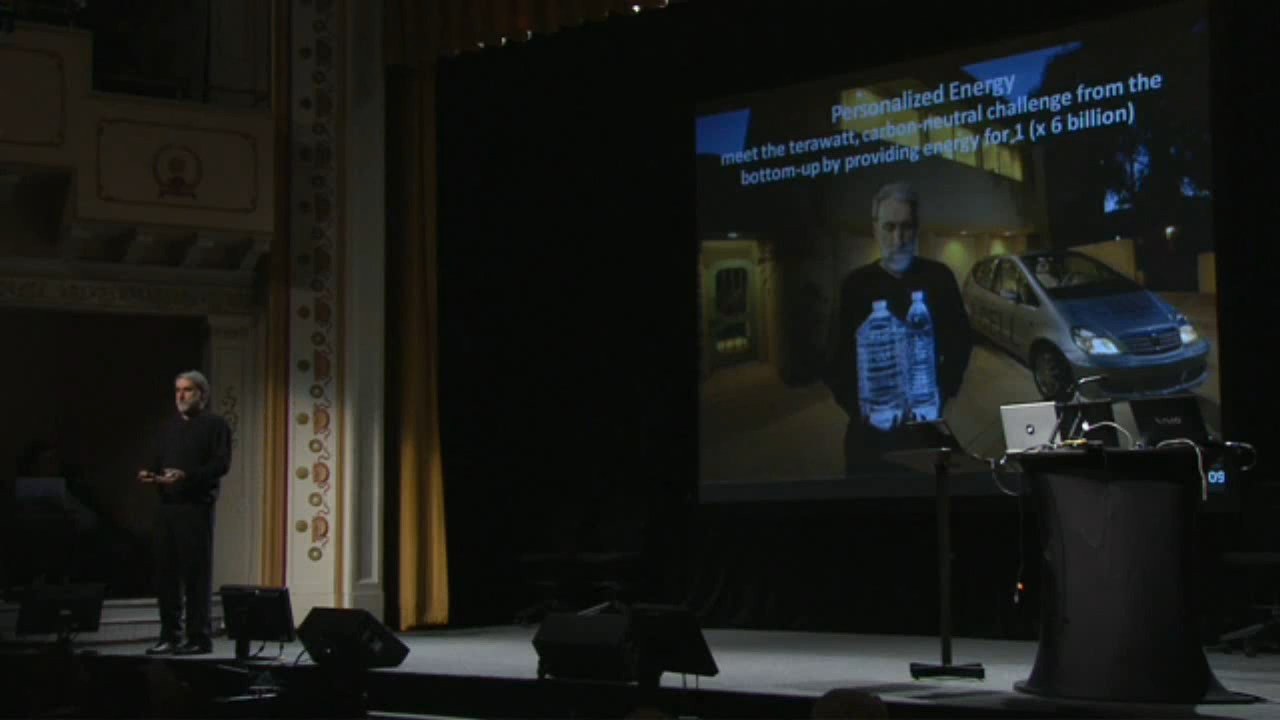 Personalized Energy
meet the terawatt, carbon-neutral challenge from the
bottom-up by providing energy for 1 (x 6 billion)
09